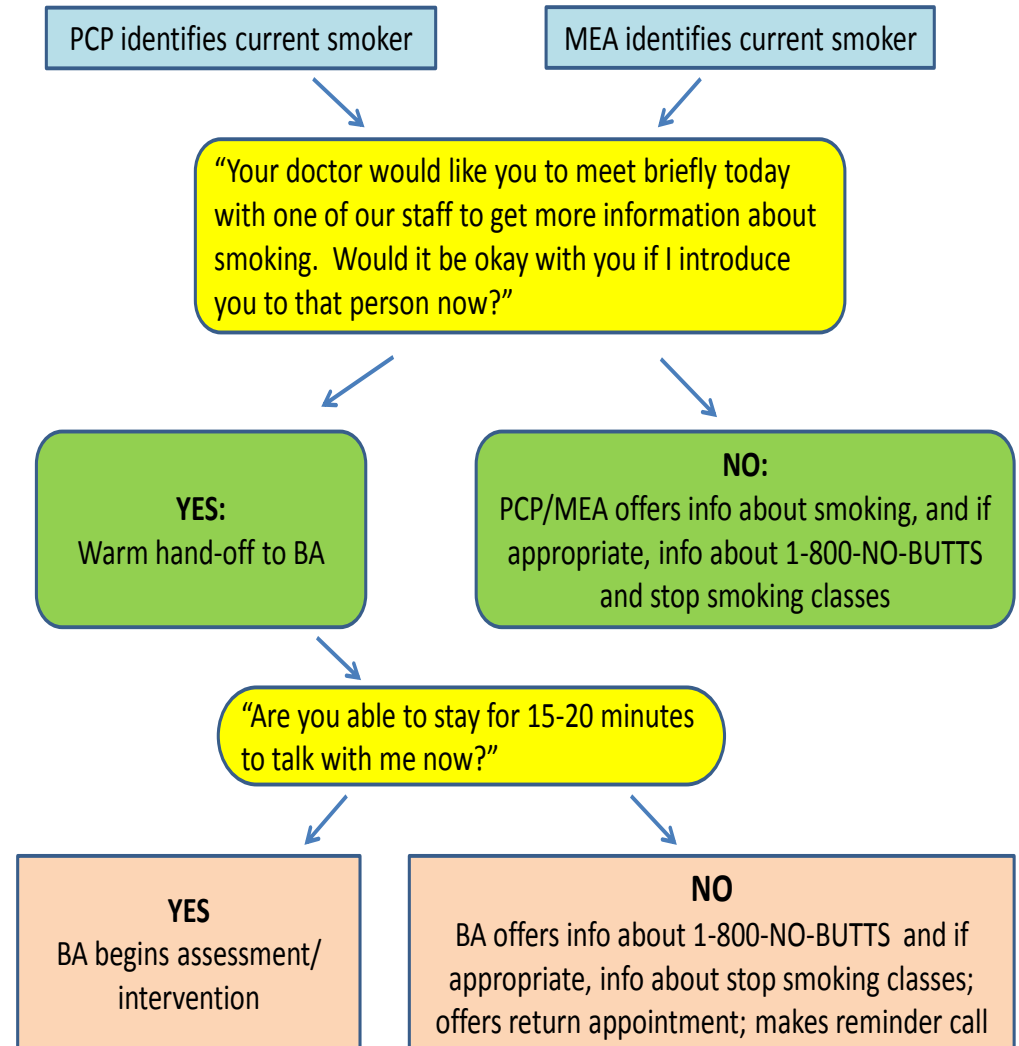 PCP identifies current smoker
MEA identifies current smoker
“Your doctor would like you to meet briefly today
with one of our staff to get more information about
smoking.  Would it be okay with you if I introduce
you to that person now?”
YES:
Warm hand-off to BA
NO:
PCP/MEA offers info about smoking, and if
appropriate, info about 1-800-NO-BUTTS
and stop smoking classes
“Are you able to stay for 15-20 minutes
to talk with me now?”
YES
BA begins assessment/
intervention
NO
BA offers info about 1-800-NO-BUTTS  and if
appropriate, info about stop smoking classes;
offers return appointment; makes reminder call